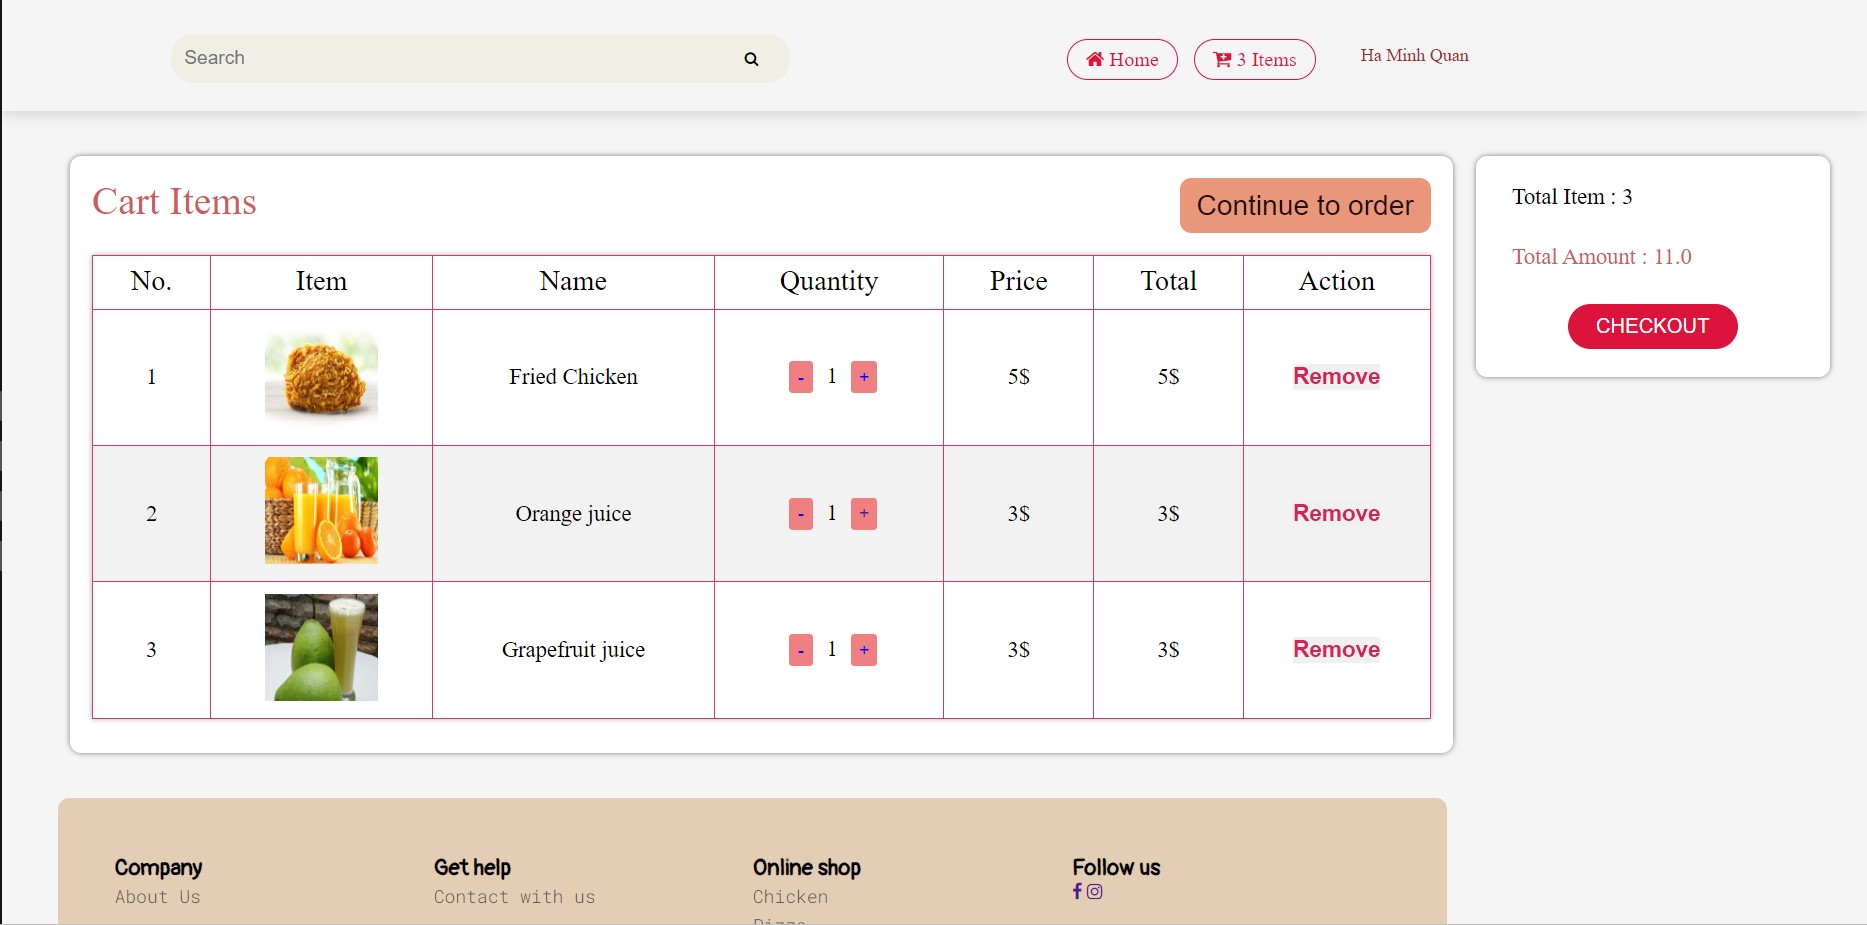 Search
Home
3 Items
Ha Minh Quan
Cart Items
Continue to order
No. Item Name Quantity Price Total Action
1 Fried Chicken - 1 + 5$ 5$ Remove
2 Orange juice - 1 + 3$ 3$ Remove
3 Grapefruit juice - 1 + 3$ 3$ Remove
Total Item : 3
Total Amount : 11.0
CHECKOUT
Company
About Us
Get help
Contact with us
Online shop
Chicken
Pizza
Follow us